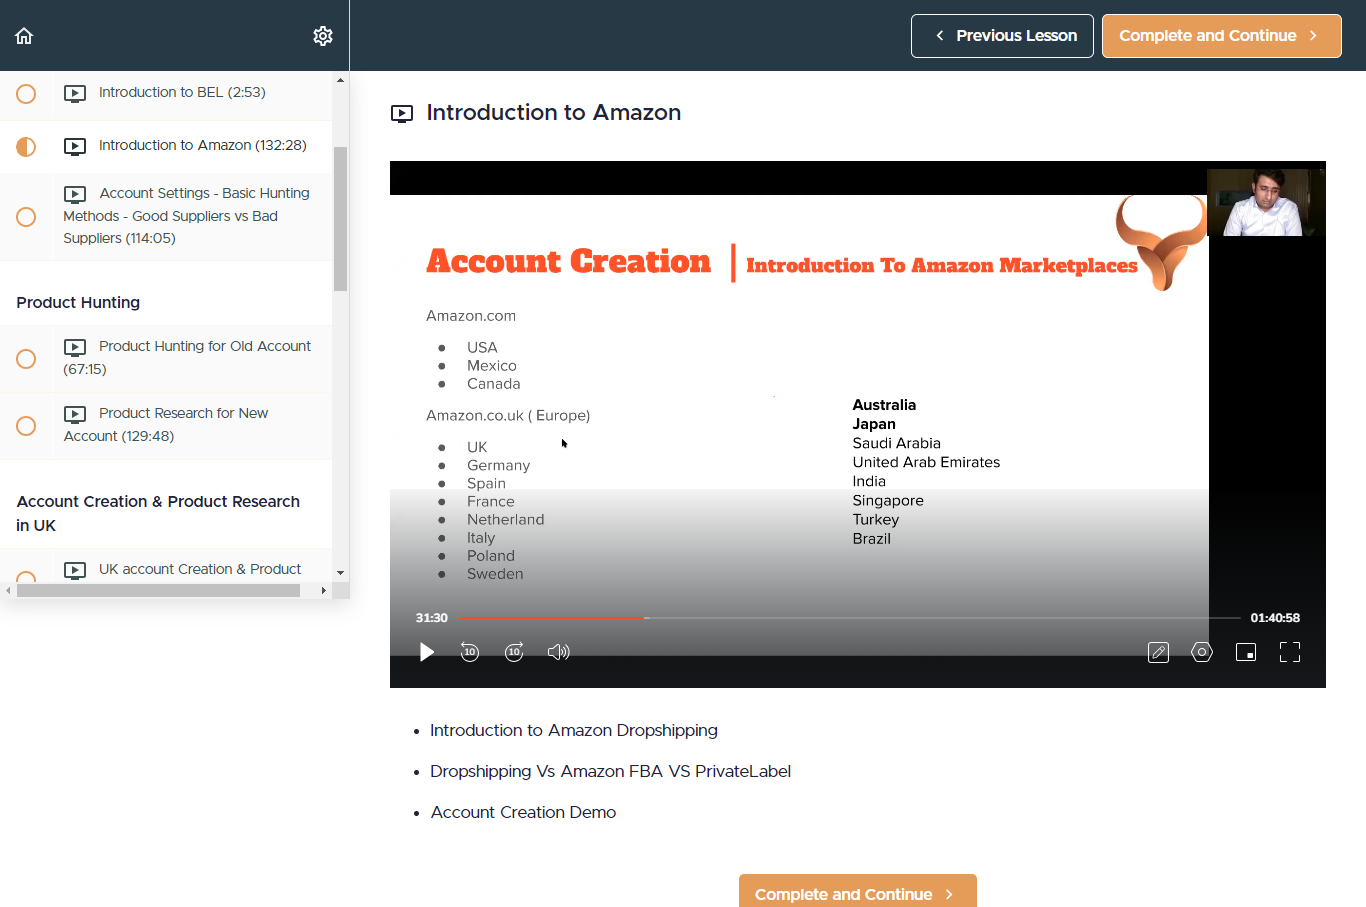 Previous Lesson
Complete and Continue
Introduction to BEL (2:53)
Introduction to Amazon (132:28)
Account Settings - Basic Hunting
Methods - Good Suppliers vs Bad
Suppliers (114:05)
Product Hunting
Product Hunting for Old Account
(67:15)
Product Research for New
Account (129:48)
Account Creation & Product Research
in UK
UK account Creation & Product
Introduction to Amazon
Account Creation | Introduction To Amazon Marketplaces
Amazon.com
● USA
● Mexico
● Canada
Amazon.co.uk ( Europe)
● UK
● Germany
● Spain
● France
● Netherland
● Italy
● Poland
● Sweden
Australia
Japan
Saudi Arabia
United Arab Emirates
India
Singapore
Turkey
Brazil
31:30
01:40:58
10
10
• Introduction to Amazon Dropshipping
• Dropshipping Vs Amazon FBA VS PrivateLabel
• Account Creation Demo
Complete and Continue